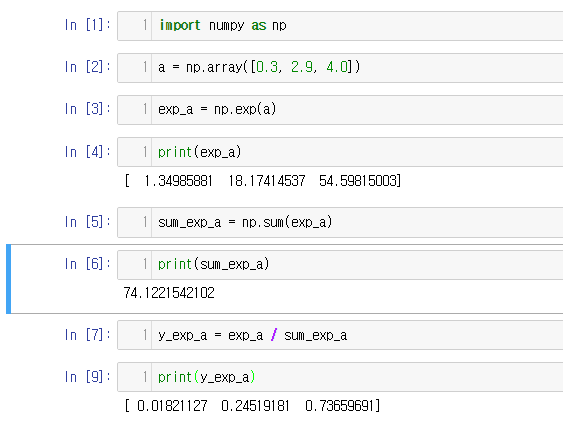 In [1]: 1 import numpy as np
In [2]: 1 a = np.array([0.3, 2.9, 4.0])
In [3]: 1 exp_a = np.exp(a)
In [4]: 1 print(exp_a)
[ 1.34985881 18.17414537 54.59815003]
In [5]: 1 sum_exp_a = np.sum(exp_a)
In [6]: 1 print(sum_exp_a)
74.1221542102
In [7]: 1 y_exp_a = exp_a / sum_exp_a
In [9]: 1 print(y_exp_a)
[ 0.01821127 0.24519181 0.73659691]